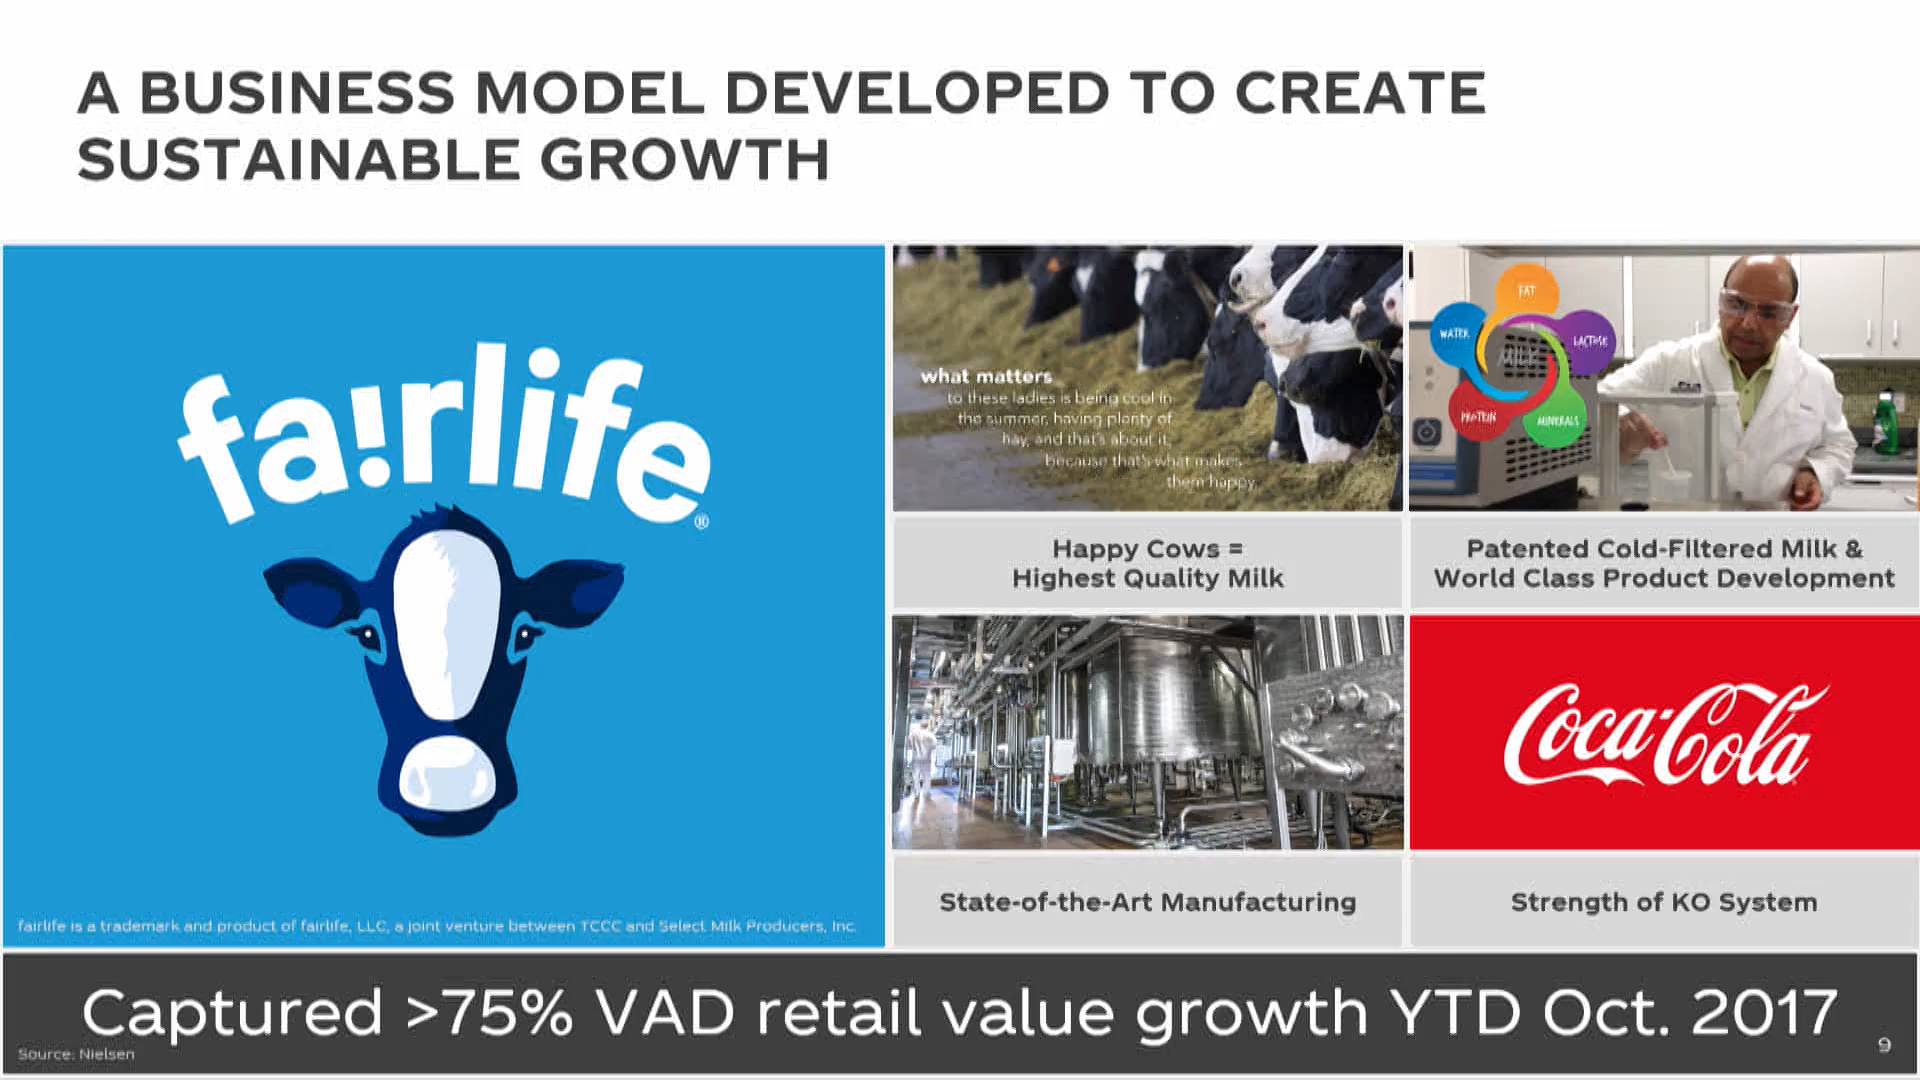 A BUSINESS MODEL DEVELOPED TO CREATE
SUSTAINABLE GROWTH
fa!rlife®
fairlife is a trademark and product of fairlife, LLC, a joint venture between TCCC and Select Milk Producers, Inc.
what matters
to these ladies is being cool in
the summer, having plenty of
hay, and that's about it,
because that's what makes
them happy.
Happy Cows =
Highest Quality Milk
FAT
WATER
LACTOSE
MILK
PROTEIN
MINERALS
Patented Cold-Filtered Milk &
World Class Product Development
State-of-the-Art Manufacturing
Coca-Cola
Strength of KO System
Captured >75% VAD retail value growth YTD Oct. 2017
Source: Nielsen
9